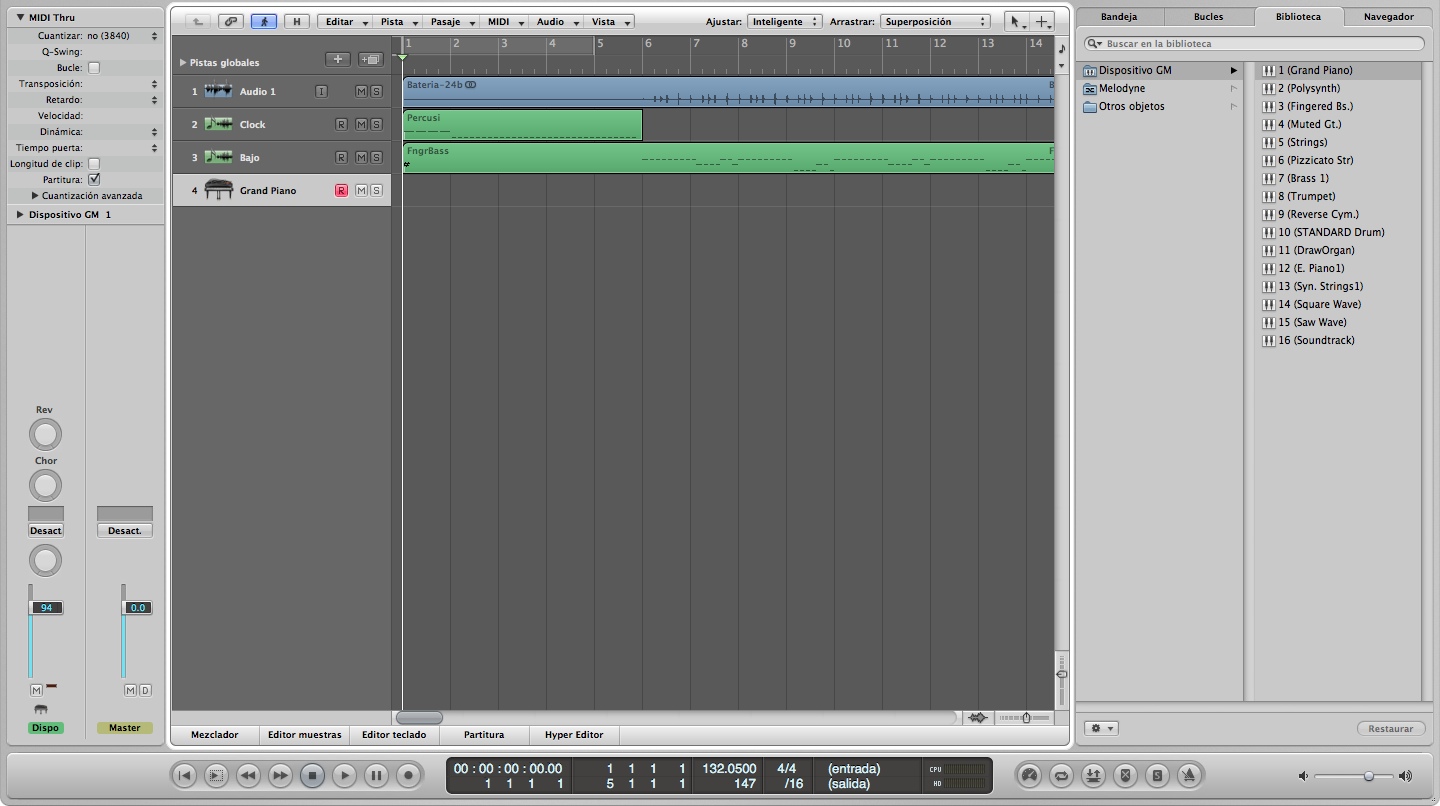 MIDI Thru
Cuantizar: no (3840)
Q-Swing:
Bucle:
Transposición:
Retardo:
Velocidad:
Dinámica:
Tiempo puerta:
Longitud de clip:
Partitura:
Cuantización avanzada
Dispositivo GM 1
Rev
Chor
Desact
Desact.
94
0.0
M
M D
Dispo
Master
H
Editar
Pista
Pasaje
MIDI
Audio
Vista
Ajustar: Inteligente
Arrastrar: Superposición
Pistas globales
1 2 3 4 5 6 7 8 9 10 11 12 13 14
1 Audio 1 I M S
Bateria-24b
B
2 Clock R M S
Percusi
3 Bajo R M S
FngrBass
F
4 Grand Piano R M S
Mezclador
Editor muestras
Editor teclado
Partitura
Hyper Editor
Bandeja
Bucles
Biblioteca
Navegador
Buscar en la biblioteca
Dispositivo GM
Melodyne
Otros objetos
1 (Grand Piano)
2 (Polysynth)
3 (Fingered Bs.)
4 (Muted Gt.)
5 (Strings)
6 (Pizzicato Str)
7 (Brass 1)
8 (Trumpet)
9 (Reverse Cym.)
10 (STANDARD Drum)
11 (DrawOrgan)
12 (E. Piano1)
13 (Syn. Strings1)
14 (Square Wave)
15 (Saw Wave)
16 (Soundtrack)
Restaurar
00 : 00 : 00 : 00.00
1 1 1 1
1 1 1 1
5 1 1 1
132.0500
147
4/4
/16
(entrada)
(salida)
CPU
HD
S